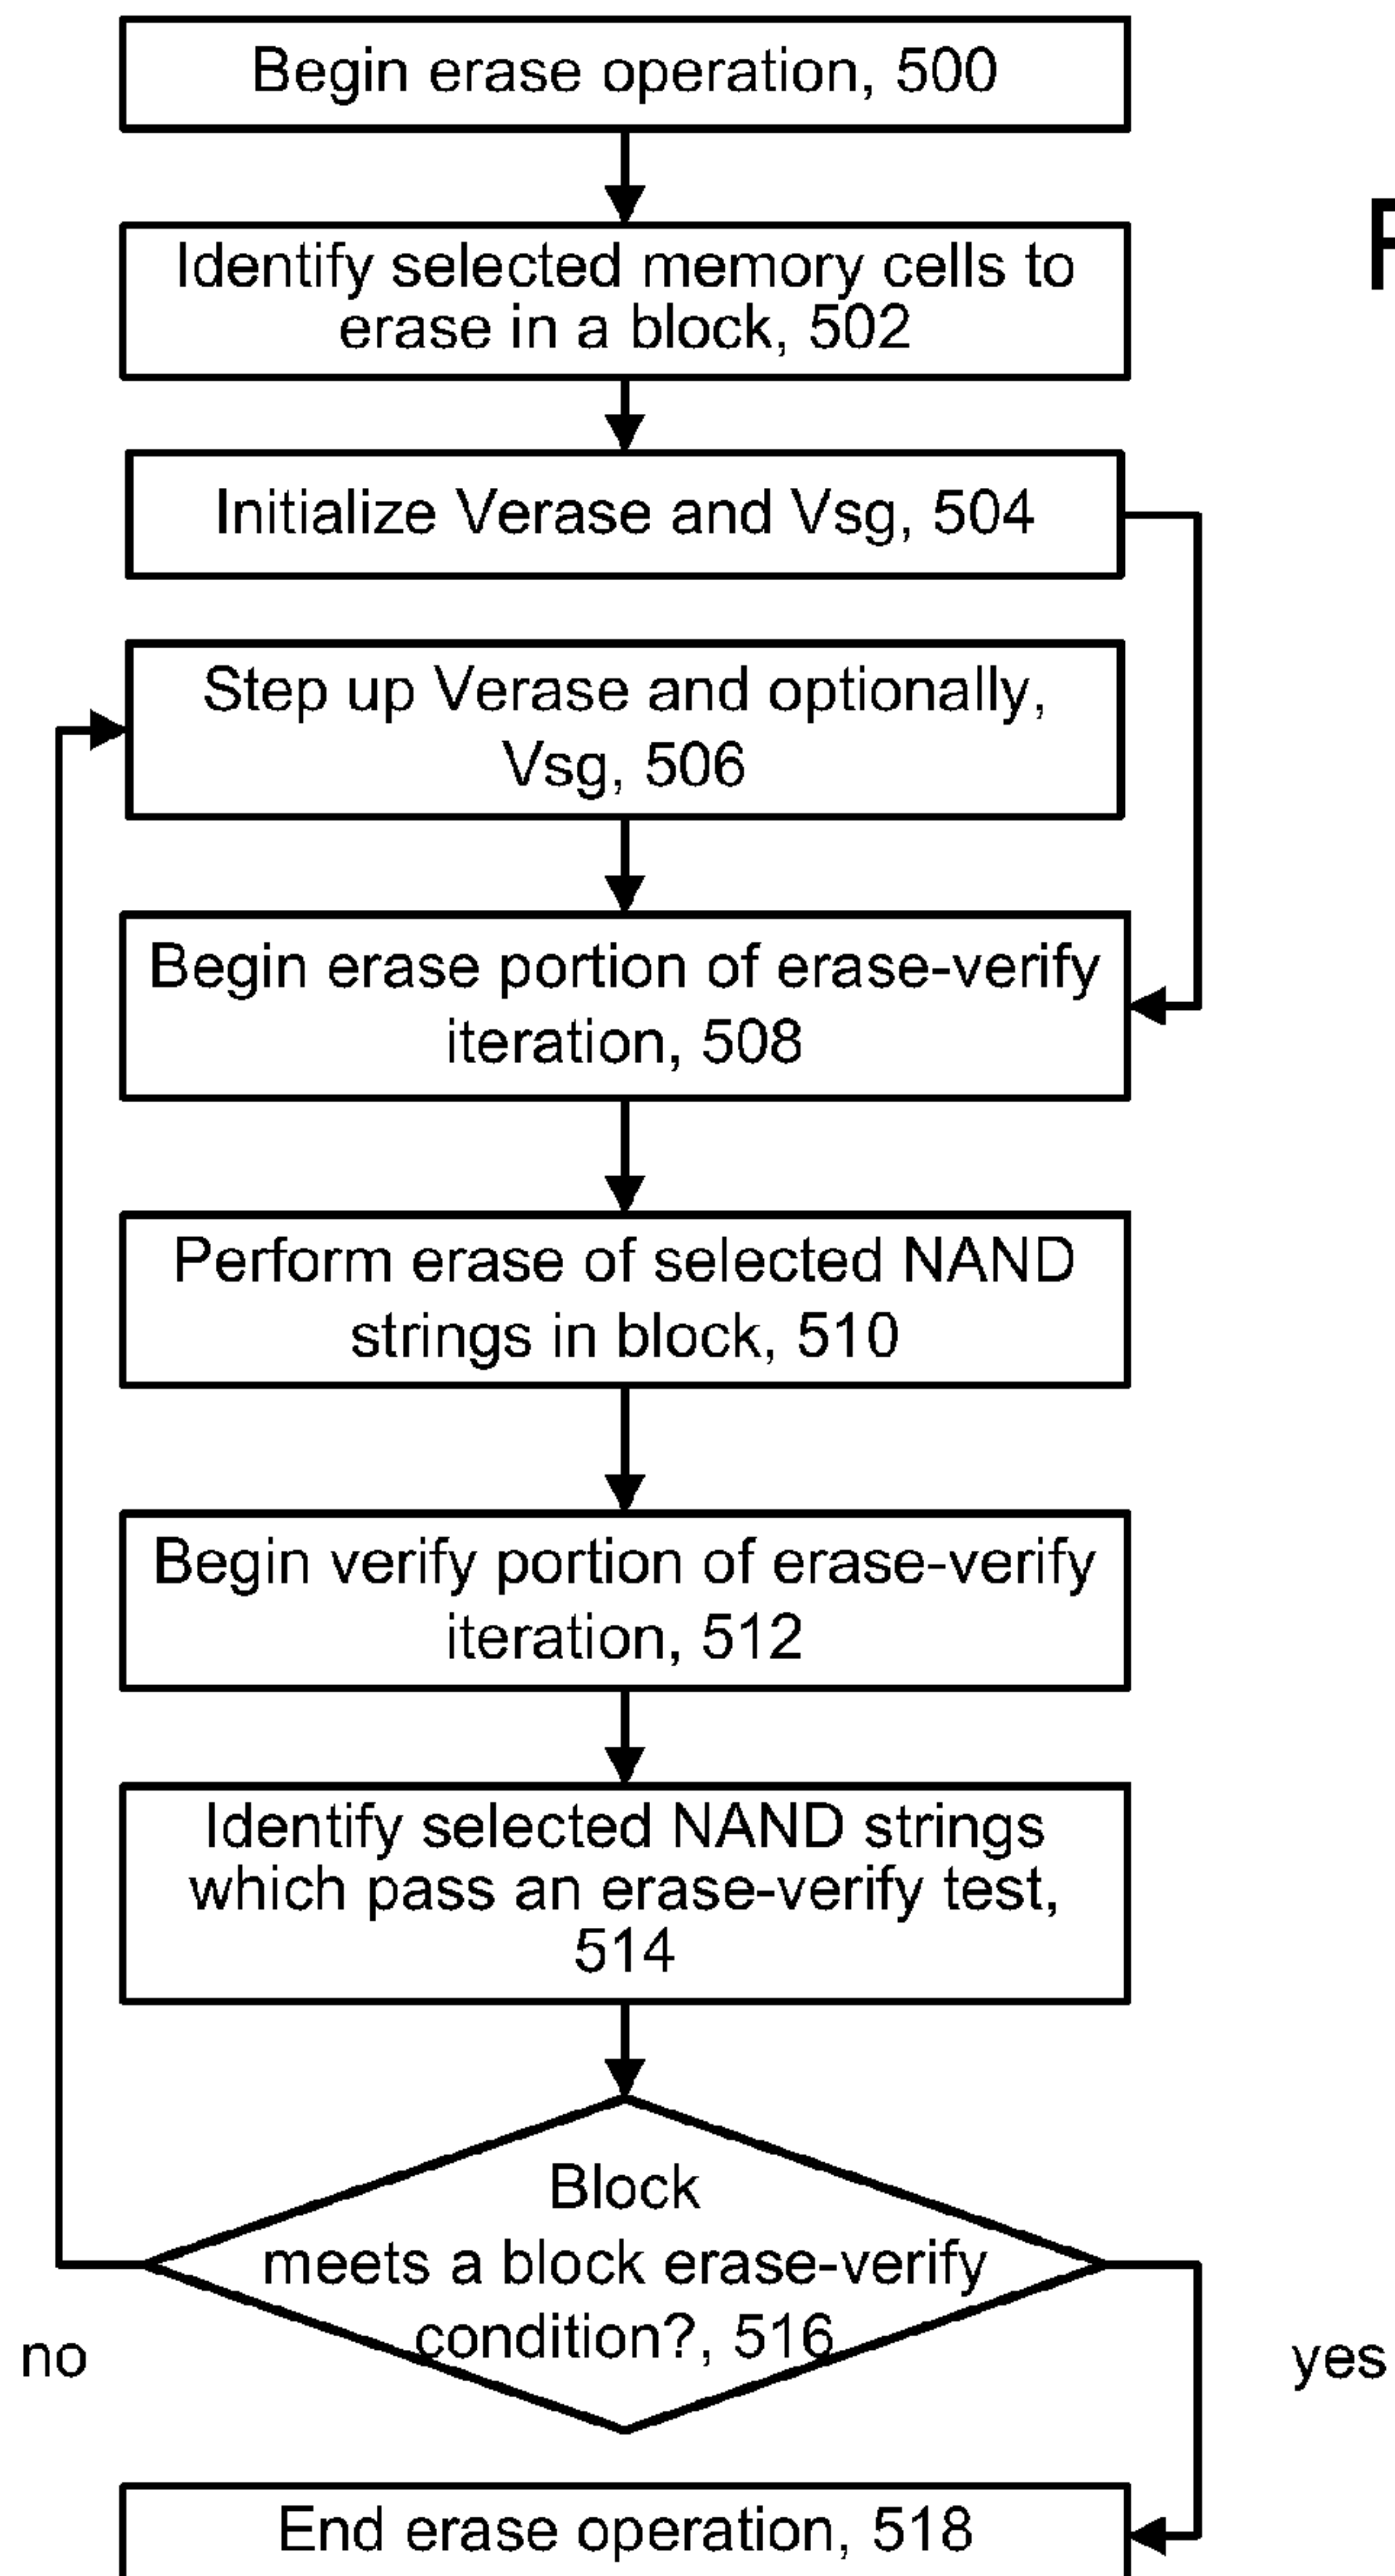 Begin erase operation, 500
Identify selected memory cells to
erase in a block, 502
Initialize Verase and Vsg, 504
Step up Verase and optionally,
Vsg, 506
Begin erase portion of erase-verify
iteration, 508
Perform erase of selected NAND
strings in block, 510
Begin verify portion of erase-verify
iteration, 512
Identify selected NAND strings
which pass an erase-verify test,
514
Block
meets a block erase-verify
condition?, 516
no
yes
End erase operation, 518